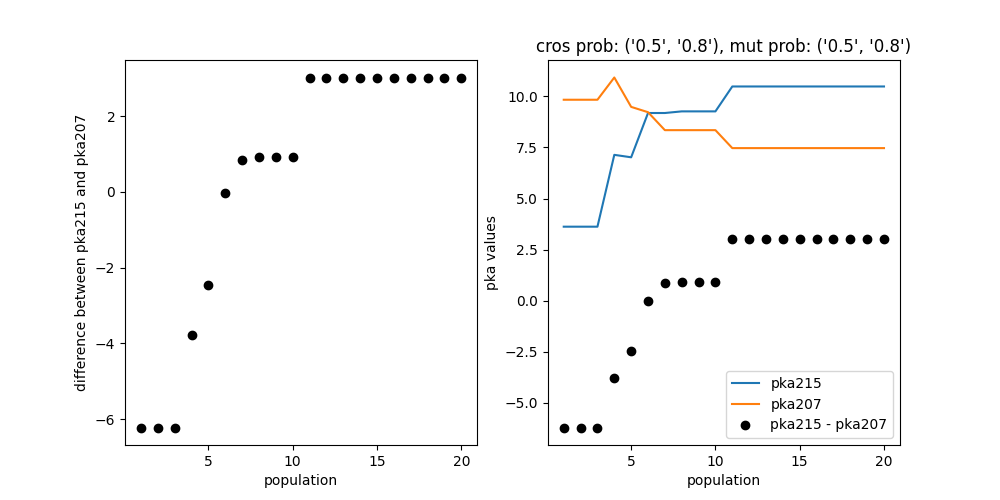 difference between pka215 and pka207
2
0
−2
−4
−6
5
10
15
20
population
cros prob: ('0.5', '0.8'), mut prob: ('0.5', '0.8')
pka values
10.0
7.5
5.0
2.5
0.0
−2.5
−5.0
pka215
pka207
pka215 - pka207
5
10
15
20
population